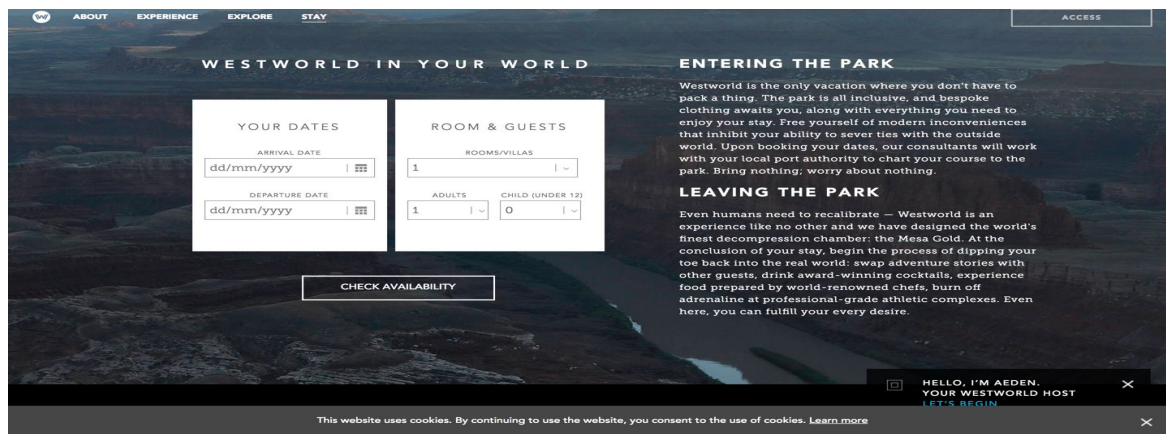 ABOUT EXPERIENCE EXPLORE STAY ACCESS
WESTWORLD IN YOUR WORLD
YOUR DATES
ARRIVAL DATE
dd/mm/yyyy
DEPARTURE DATE
dd/mm/yyyy
ROOM & GUESTS
ROOMS/VILLAS
1
ADULTS CHILD (UNDER 12)
1 0
CHECK AVAILABILITY
ENTERING THE PARK
Westworld is the only vacation where you don't have to
pack a thing. The park is all inclusive, and bespoke
clothing awaits you, along with everything you need to
enjoy your stay. Free yourself of modern inconveniences
that inhibit your ability to sever ties with the outside
world. Upon booking your dates, our consultants will work
with your local port authority to chart your course to the
park. Bring nothing; worry about nothing.
LEAVING THE PARK
Even humans need to recalibrate — Westworld is an
experience like no other and we have designed the world's
finest decompression chamber: the Mesa Gold. At the
conclusion of your stay, begin the process of dipping your
toe back into the real world: swap adventure stories with
other guests, drink award-winning cocktails, experience
food prepared by world-renowned chefs, burn off
adrenaline at professional-grade athletic complexes. Even
here, you can fulfill your every desire.
HELLO, I'M AEDEN.
YOUR WESTWORLD HOST
LET'S BEGIN
This website uses cookies. By continuing to use the website, you consent to the use of cookies. Learn more